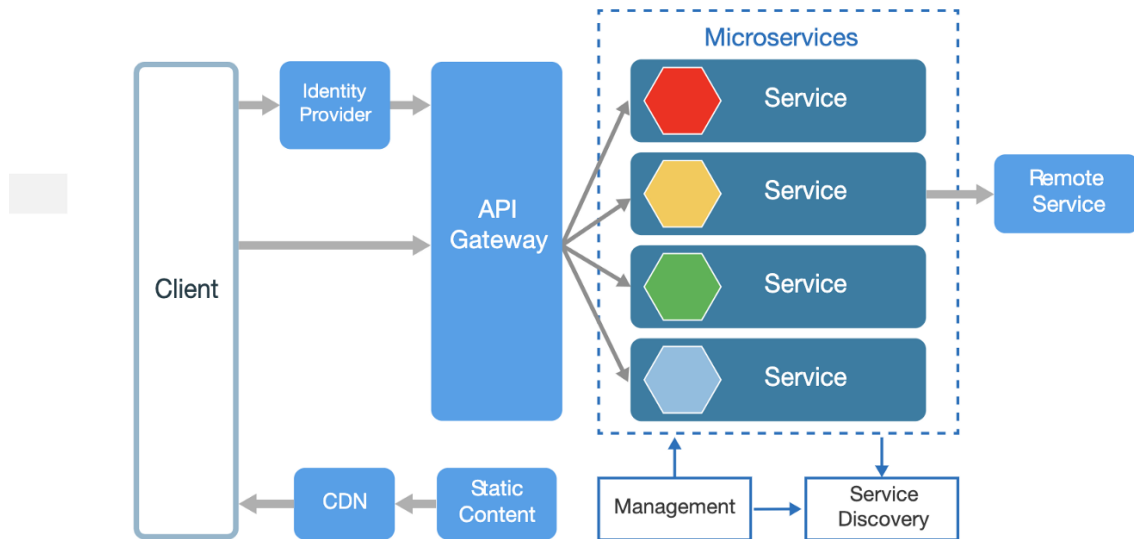 Microservices
Identity
Provider
Service
API
Gateway
Service
Remote
Service
Client
Service
Service
CDN
Static
Content
Management
Service
Discovery